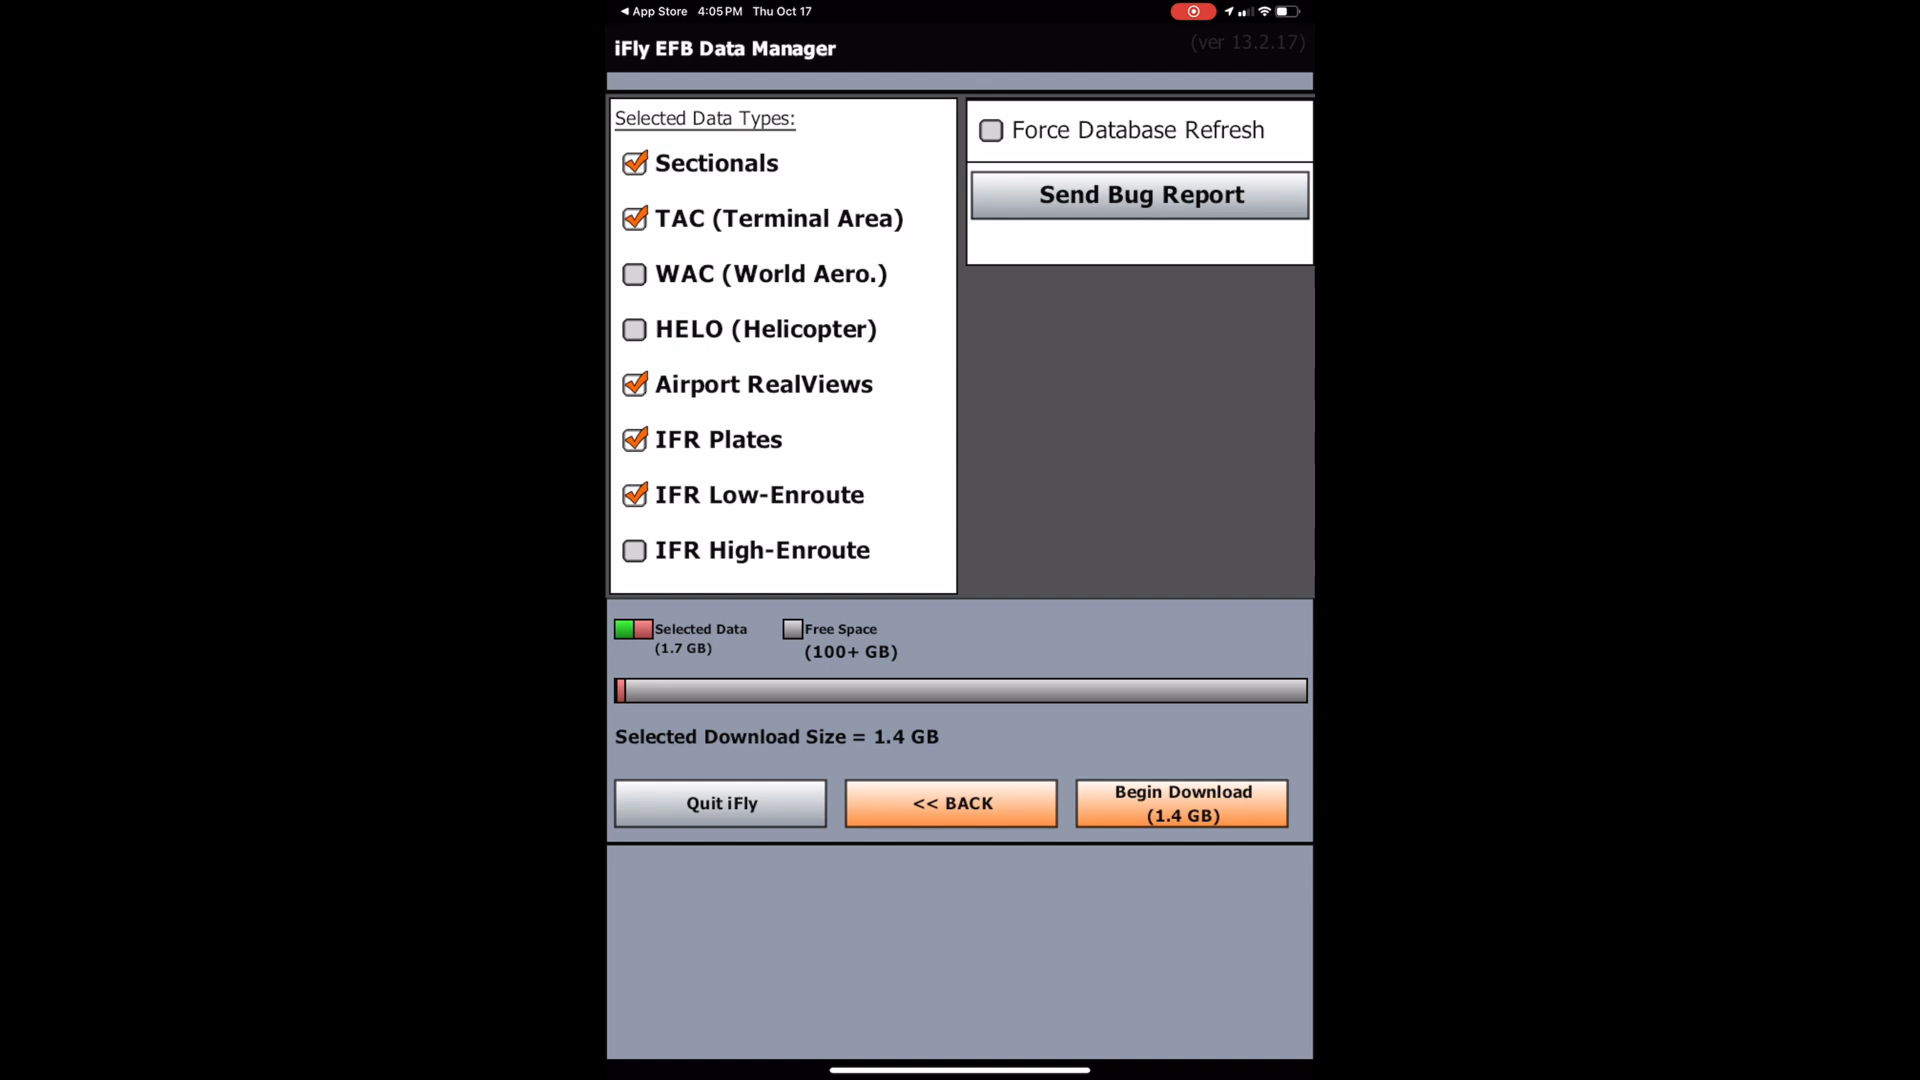 App Store 4:05 PM Thu Oct 17
iFly EFB Data Manager
(ver 13.2.17)
Selected Data Types:
Sectionals
TAC (Terminal Area)
WAC (World Aero.)
HELO (Helicopter)
Airport RealViews
IFR Plates
IFR Low-Enroute
IFR High-Enroute
Force Database Refresh
Send Bug Report
Selected Data
(1.7 GB)
Free Space
(100+ GB)
Selected Download Size = 1.4 GB
Quit iFly
<< BACK
Begin Download
(1.4 GB)